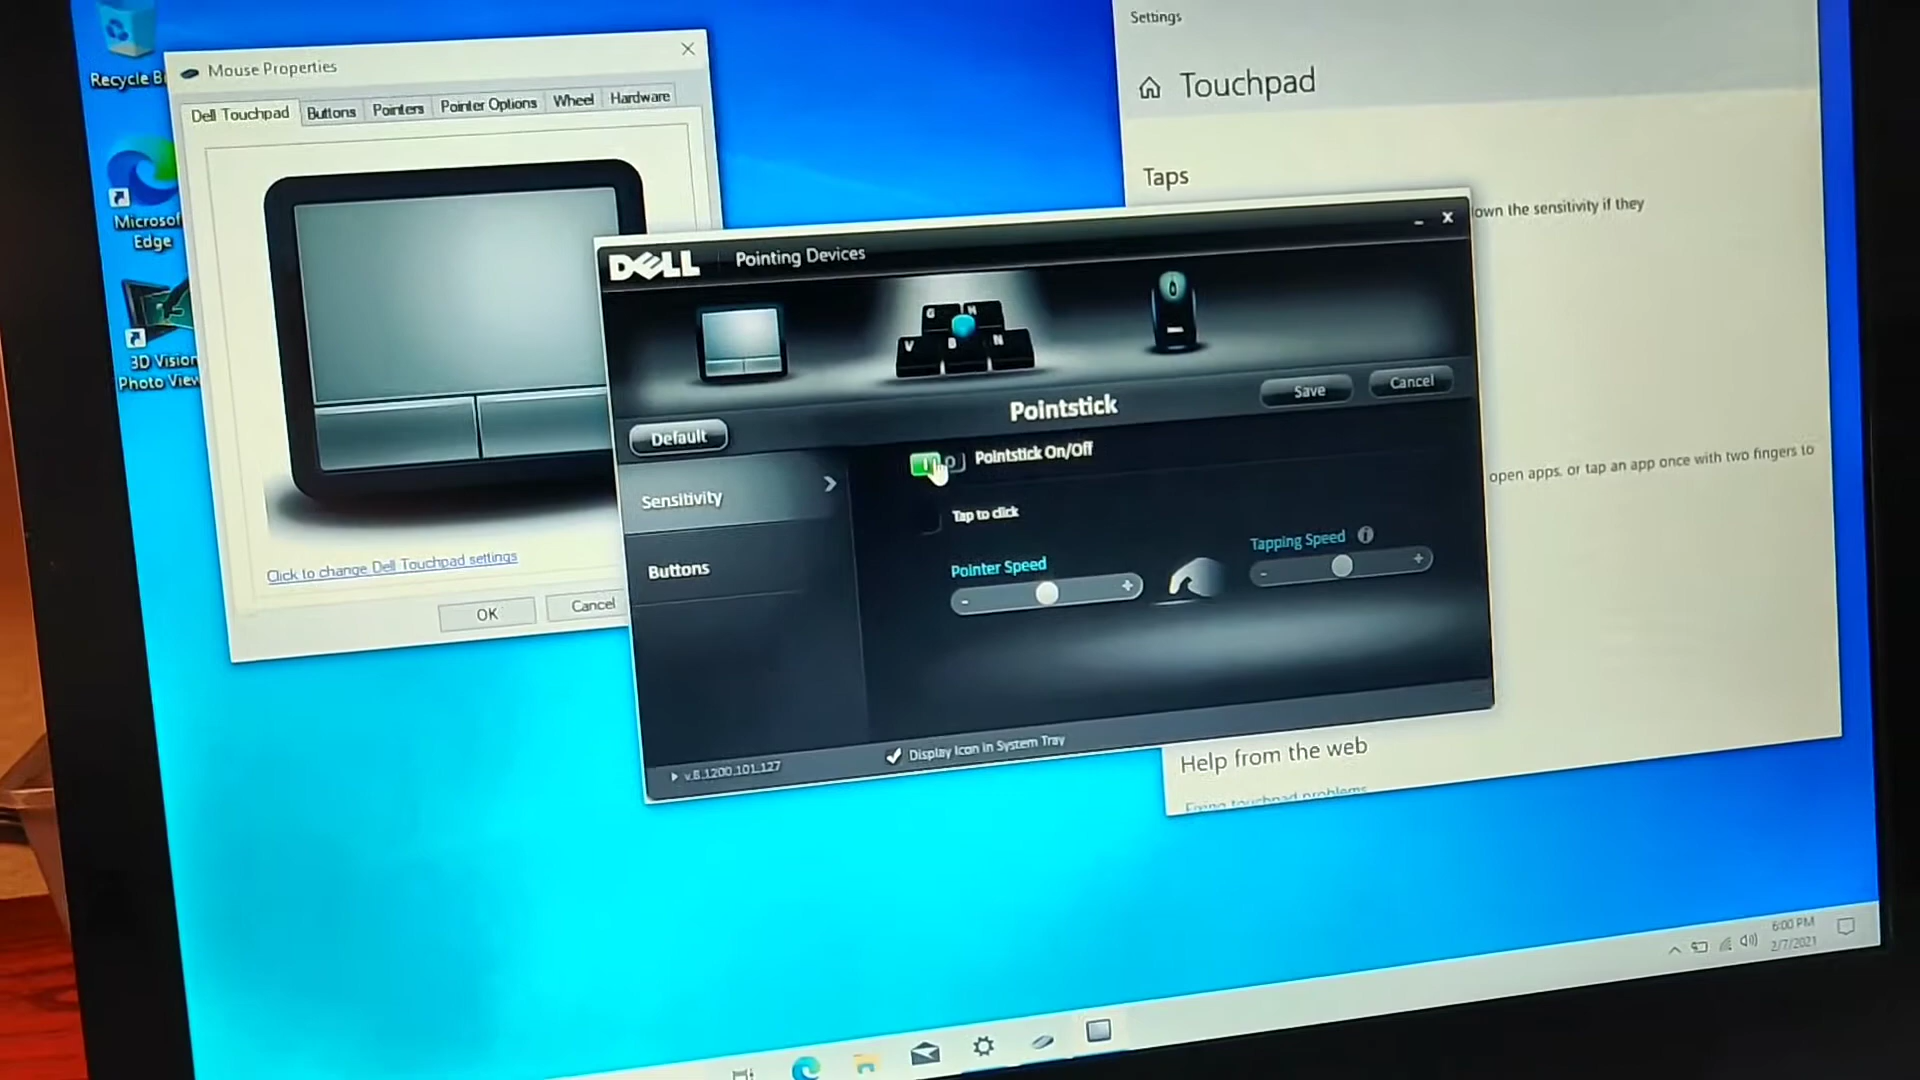 Recycle
Microsof
Edge
3D Vision
Photo View
Mouse Properties
Dell Touchpad
Buttons
Pointers
Pointer Options
Wheel
Hardware
Click to change Dell Touchpad settings
OK
Cancel
Settings
Touchpad
Taps
own the sensitivity if they
open apps, or tap an app once with two fingers to
Help from the web
DELL
Pointing Devices
G H
V B N
Pointstick
Save
Cancel
Default
Sensitivity
Buttons
Pointstick On/Off
Tap to click
Pointer Speed
Tapping Speed
Display Icon in System Tray
v.8.1200.101.127
6:00 PM
2/7/2021